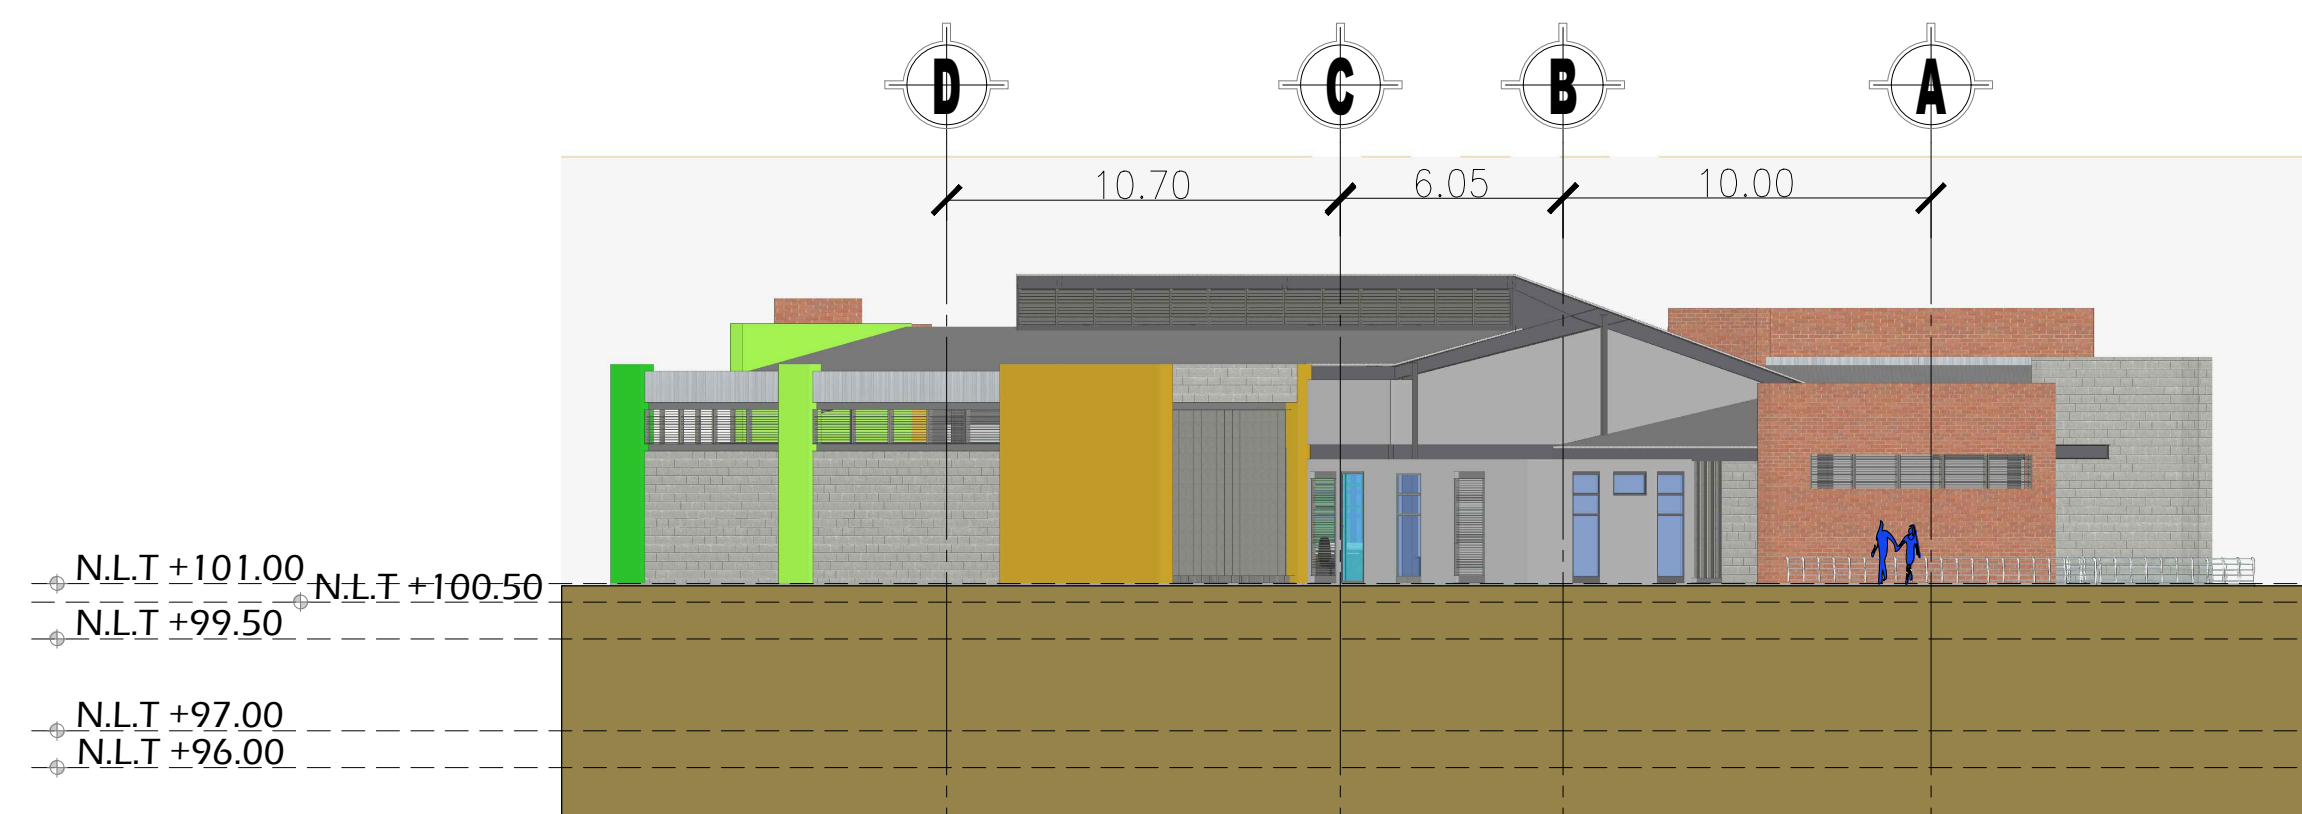 D C B A
10.70 6.05 10.00
N.L.T +101.00
N.L.T +100.50
N.L.T +99.50
N.L.T +97.00
N.L.T +96.00